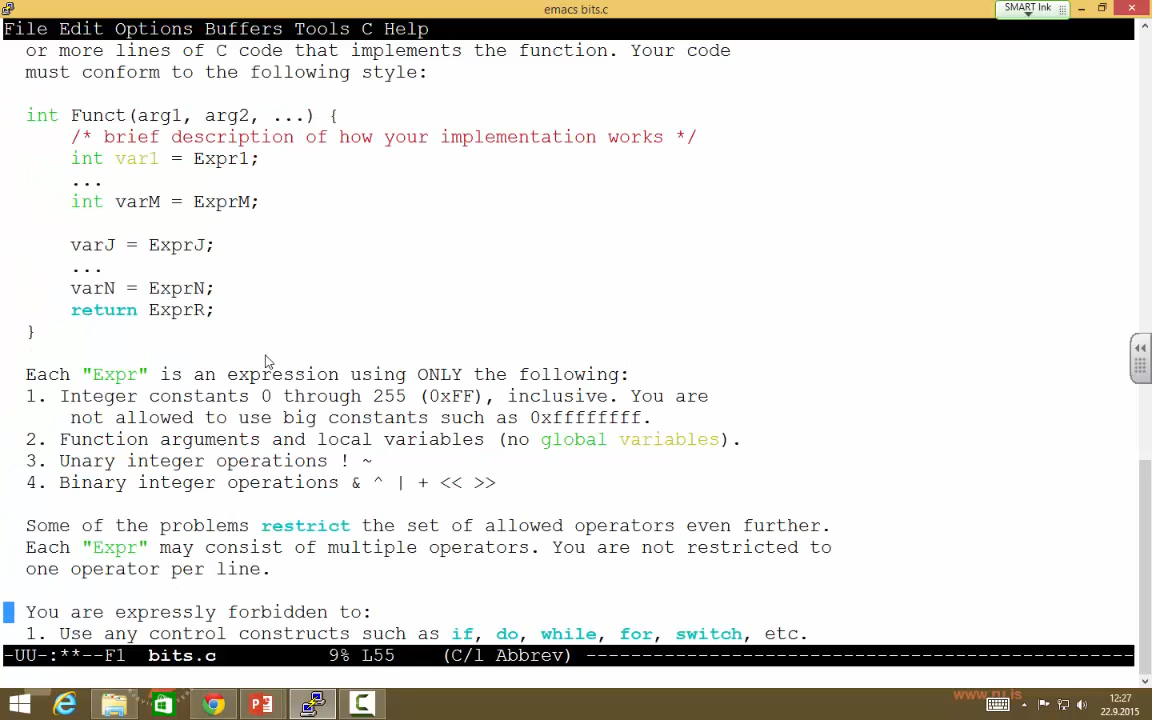 emacs bits.c
SMART Ink
File Edit Options Buffers Tools C Help
or more lines of C code that implements the function. Your code
must conform to the following style:
int Funct(arg1, arg2, ...) {
/* brief description of how your implementation works */
int var1 = Expr1;
...
int varM = ExprM;
varJ = ExprJ;
...
varN = ExprN;
return ExprR;
}
Each "Expr" is an expression using ONLY the following:
1. Integer constants 0 through 255 (0xFF), inclusive. You are
not allowed to use big constants such as 0xffffffff.
2. Function arguments and local variables (no global variables).
3. Unary integer operations ! ~
4. Binary integer operations & ^ | + << >>
Some of the problems restrict the set of allowed operators even further.
Each "Expr" may consist of multiple operators. You are not restricted to
one operator per line.
You are expressly forbidden to:
1. Use any control constructs such as if, do, while, for, switch, etc.
-UU-:**--F1 bits.c 9% L55 (C/l Abbrev) --------------------------------------------------
www.nr.is
12:27
22.9.2015